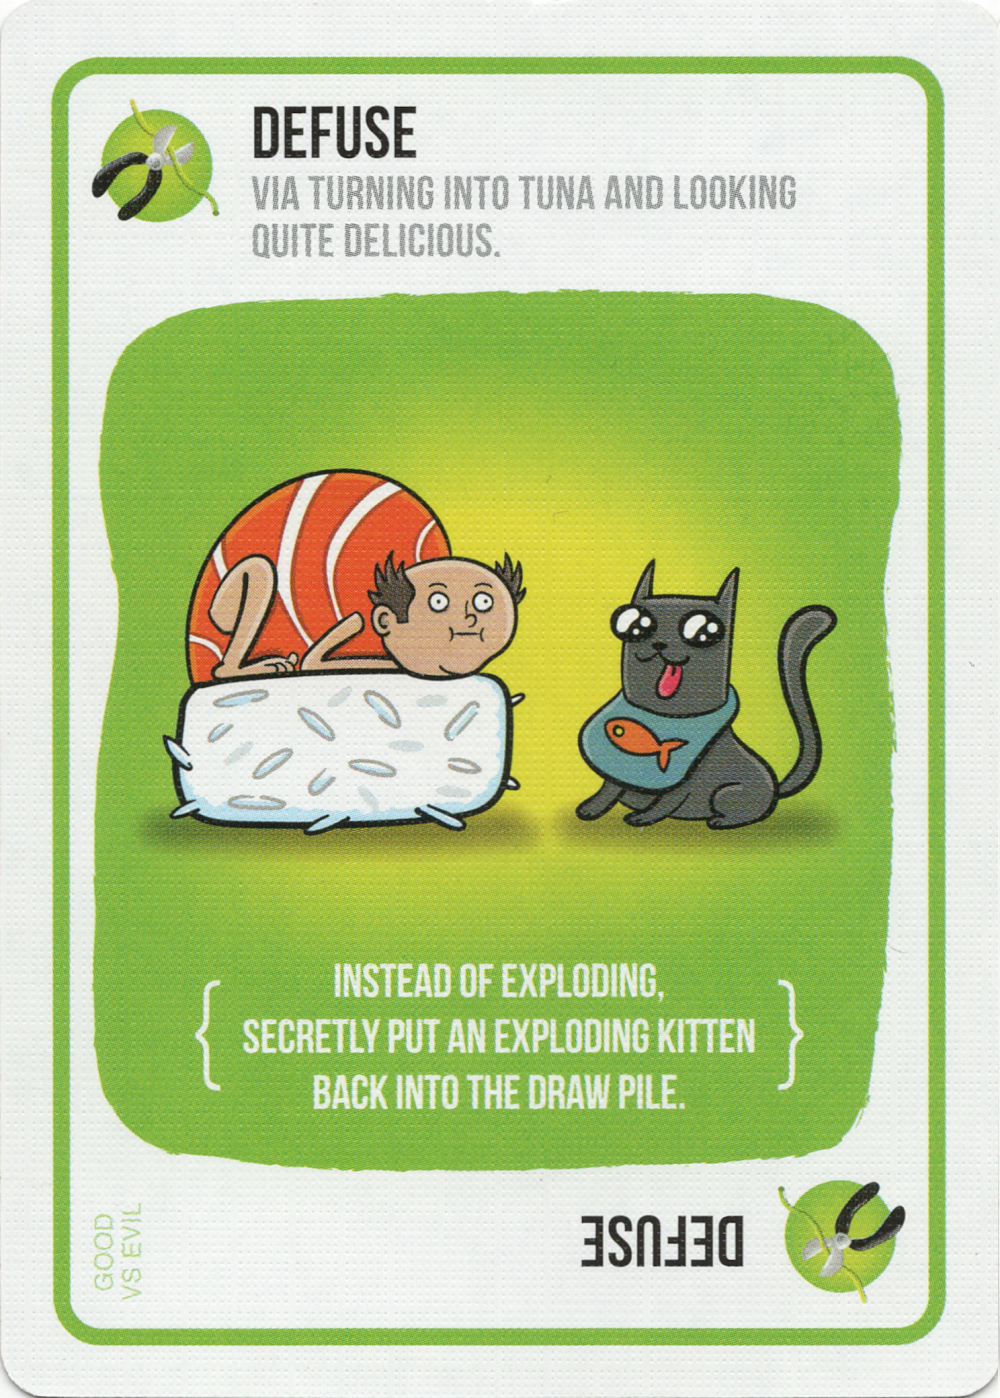 DEFUSE
VIA TURNING INTO TUNA AND LOOKING
QUITE DELICIOUS.
INSTEAD OF EXPLODING,
SECRETLY PUT AN EXPLODING KITTEN
BACK INTO THE DRAW PILE.
GOOD
VS EVIL
DEFUSE